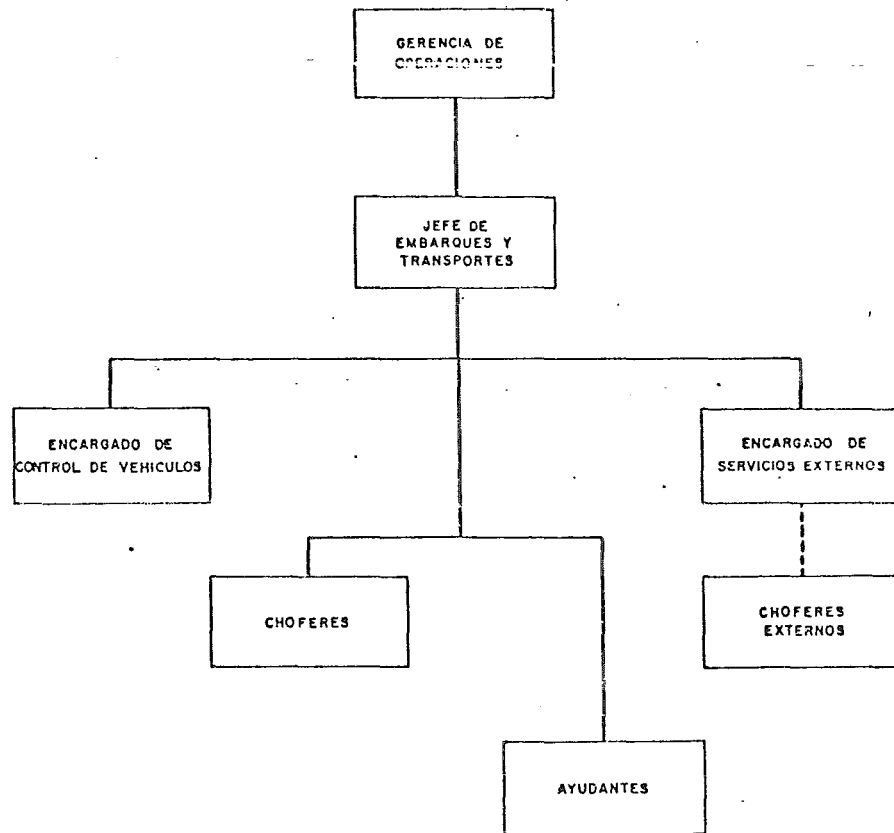 GERENCIA DE
OPERACIONES
JEFE DE
EMBARQUES Y
TRANSPORTES
ENCARGADO DE
CONTROL DE VEHICULOS
ENCARGADO DE
SERVICIOS EXTERNOS
CHOFERES
CHOFERES
EXTERNOS
AYUDANTES